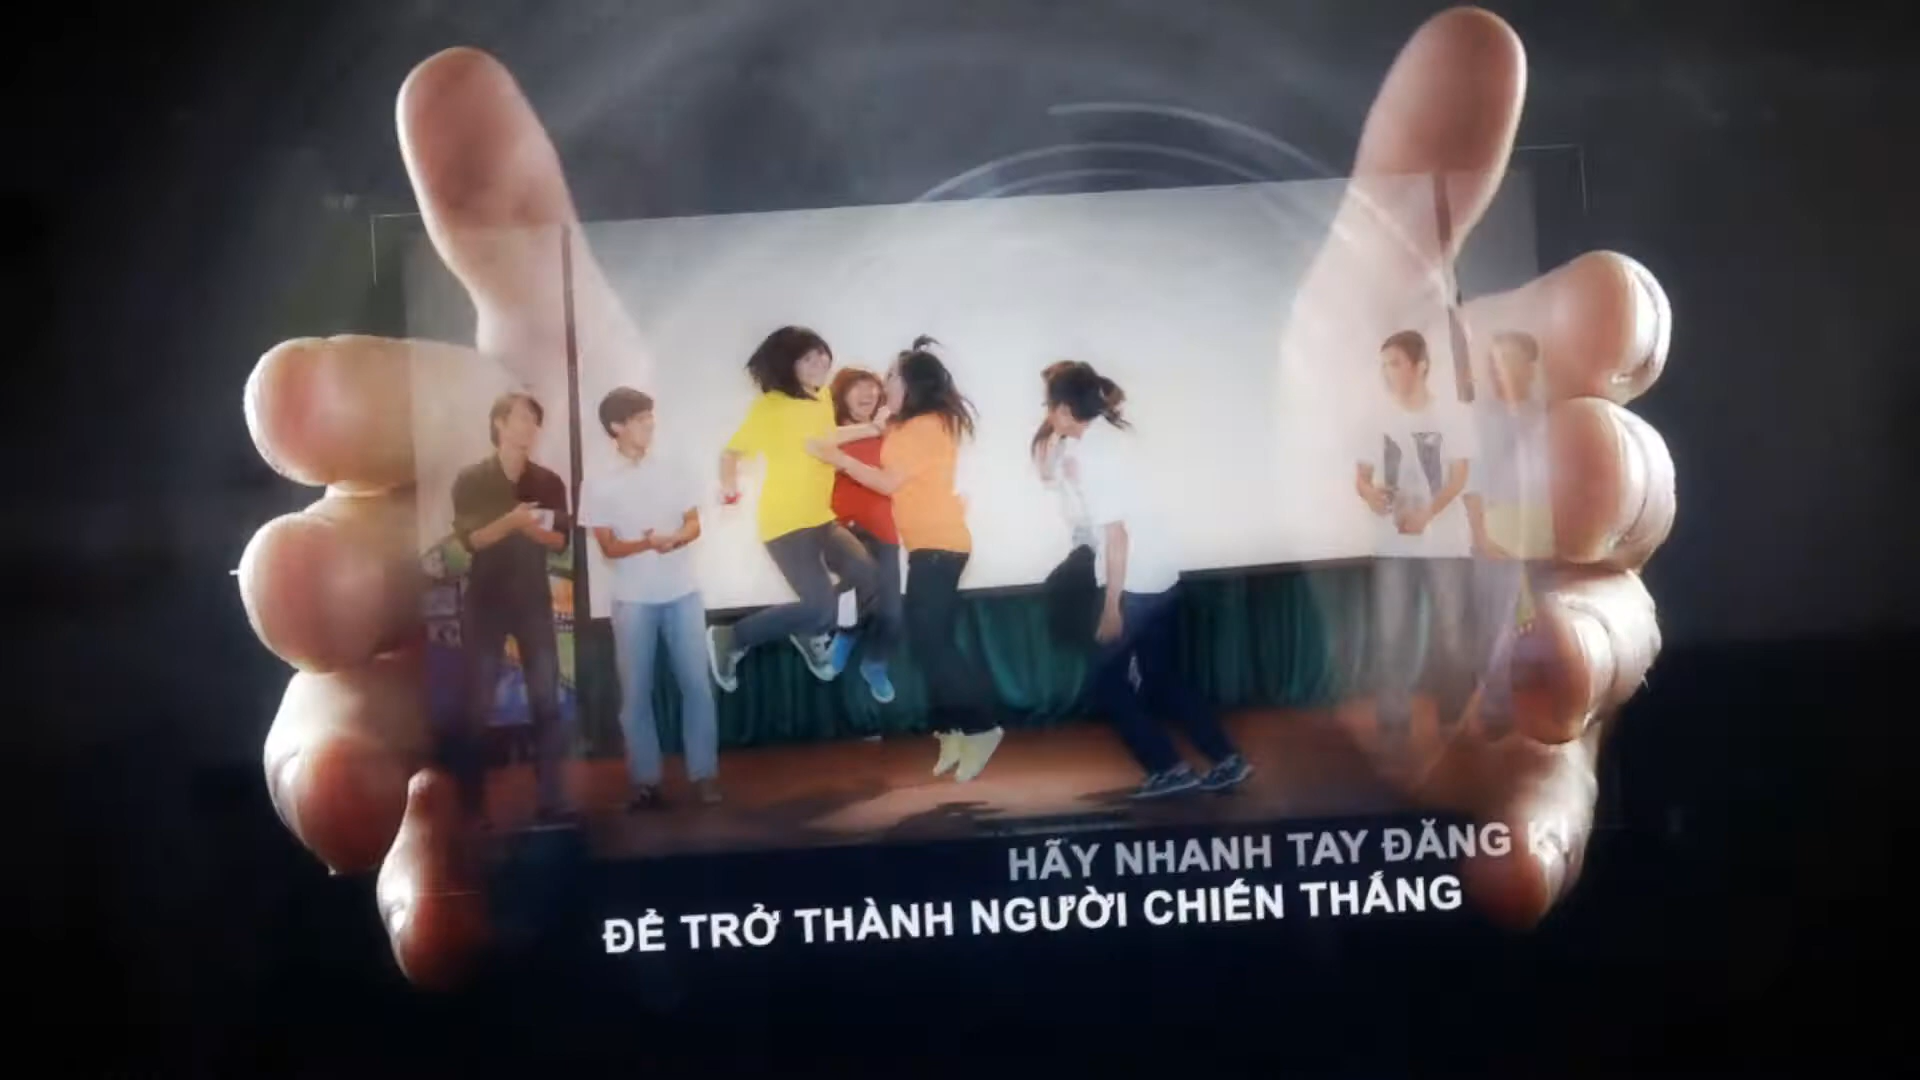 HÃY NHANH TAY ĐĂNG
ĐỂ TRỞ THÀNH NGƯỜI CHIẾN THẮNG